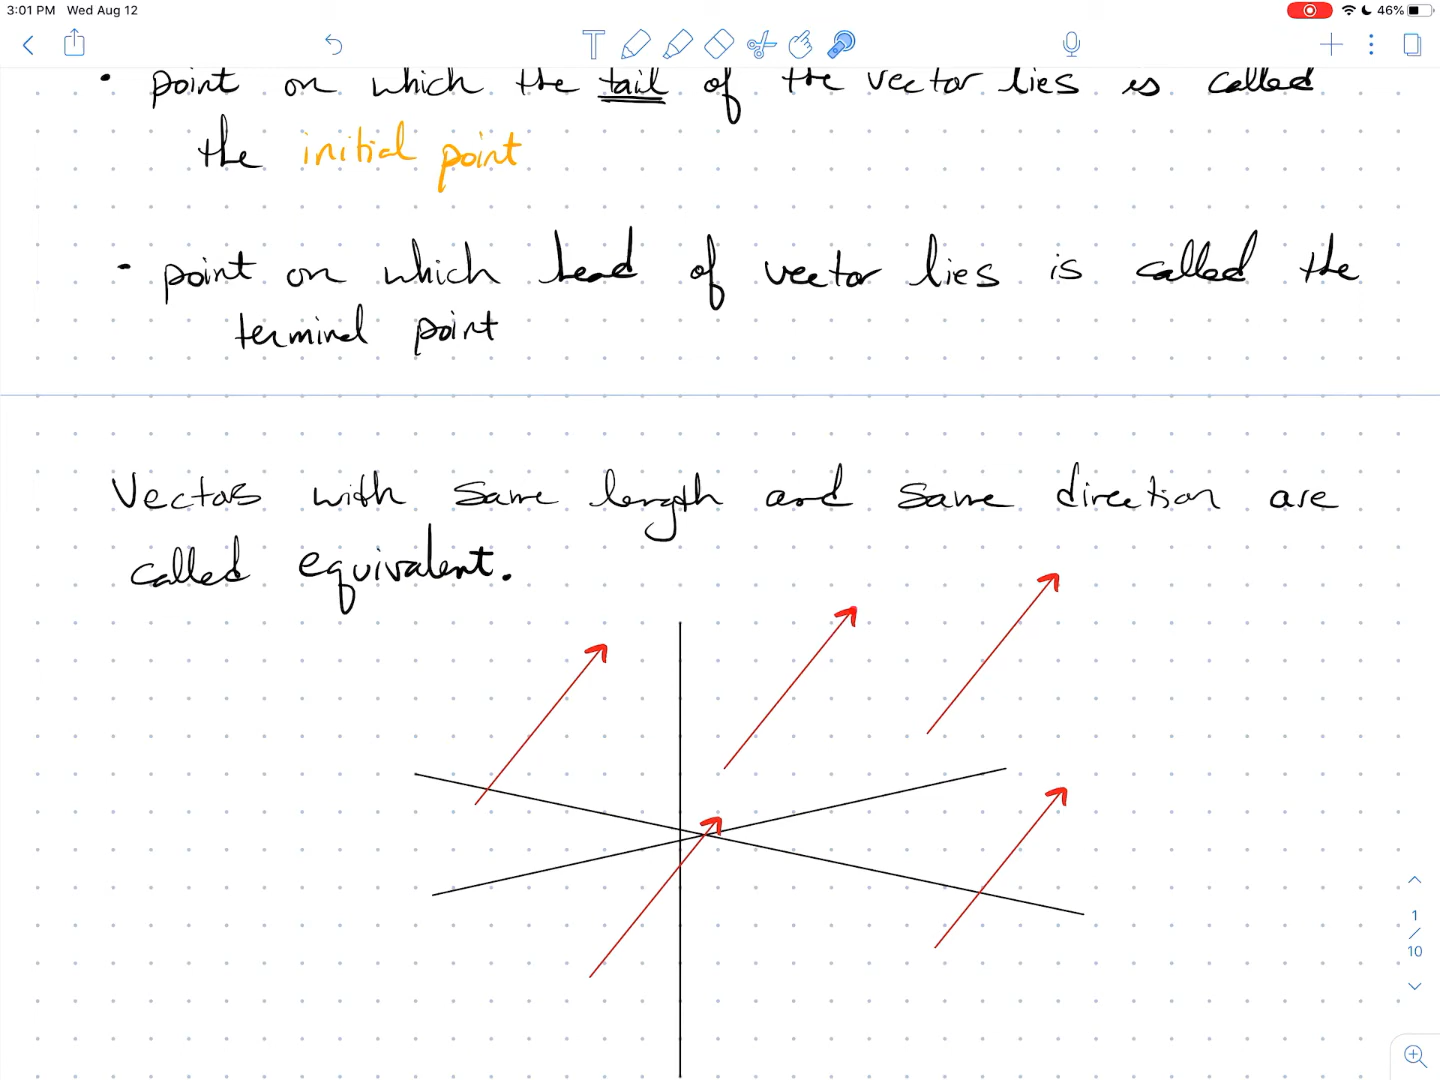 3:01 PM Wed Aug 12
46%
T
• point on which the tail of the vector lies is called
the initial point
- point on which head of vector lies is called the
terminal point
Vectors with same length and same direction are
called equivalent.
1
/
10